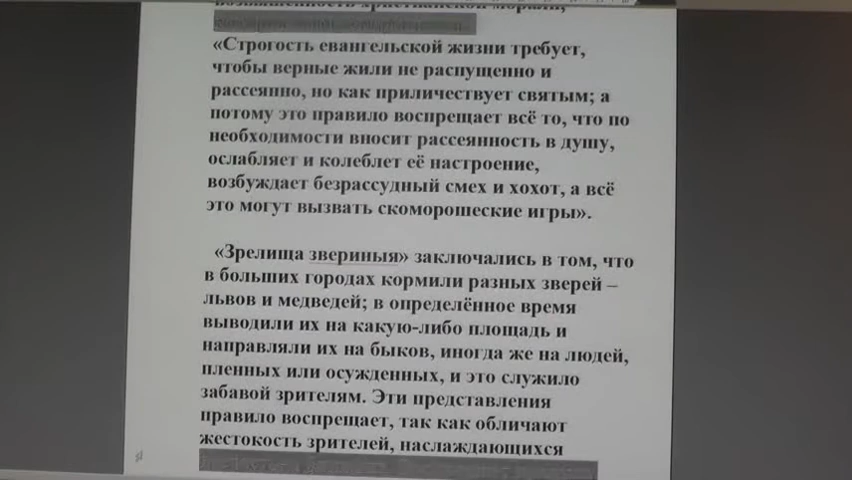 возвышенность христианской морали,
«Строгость евангельской жизни требует,
чтобы верные жили не распущенно и
рассеянно, но как приличествует святым; а
потому это правило воспрещает всё то, что по
необходимости вносит рассеянность в душу,
ослабляет и колеблет её настроение,
возбуждает безрассудный смех и хохот, а всё
это могут вызвать скоморошеские игры».
«Зрелища звериныя» заключались в том, что
в больших городах кормили разных зверей –
львов и медведей; в определённое время
выводили их на какую-либо площадь и
направляли их на быков, иногда же на людей,
пленных или осужденных, и это служило
забавой зрителям. Эти представления
правило воспрещает, так как обличают
жестокость зрителей, наслаждающихся